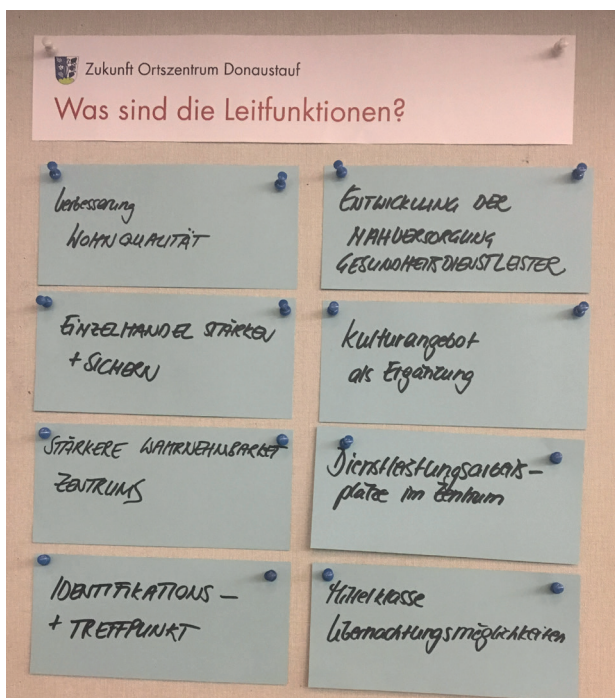 Zukunft Ortszentrum Donaustauf
Was sind die Leitfunktionen?
Verbesserung
WOHNQUALITÄT
ENTWICKLUNG DER
NAHVERSORGUNG
GESUNDHEITSDIENSTLEISTER
EINZELHANDEL STÄRKEN
+ SICHERN
Kulturangebot
als Ergänzung
STÄRKERE WAHRNEHMBARKEIT
ZENTRUMS
Dienstleistungsarbeits-
plätze im Zentrum
IDENTIFIKATIONS-
+ TREFFPUNKT
Mittelklasse
Übernachtungsmöglichkeiten